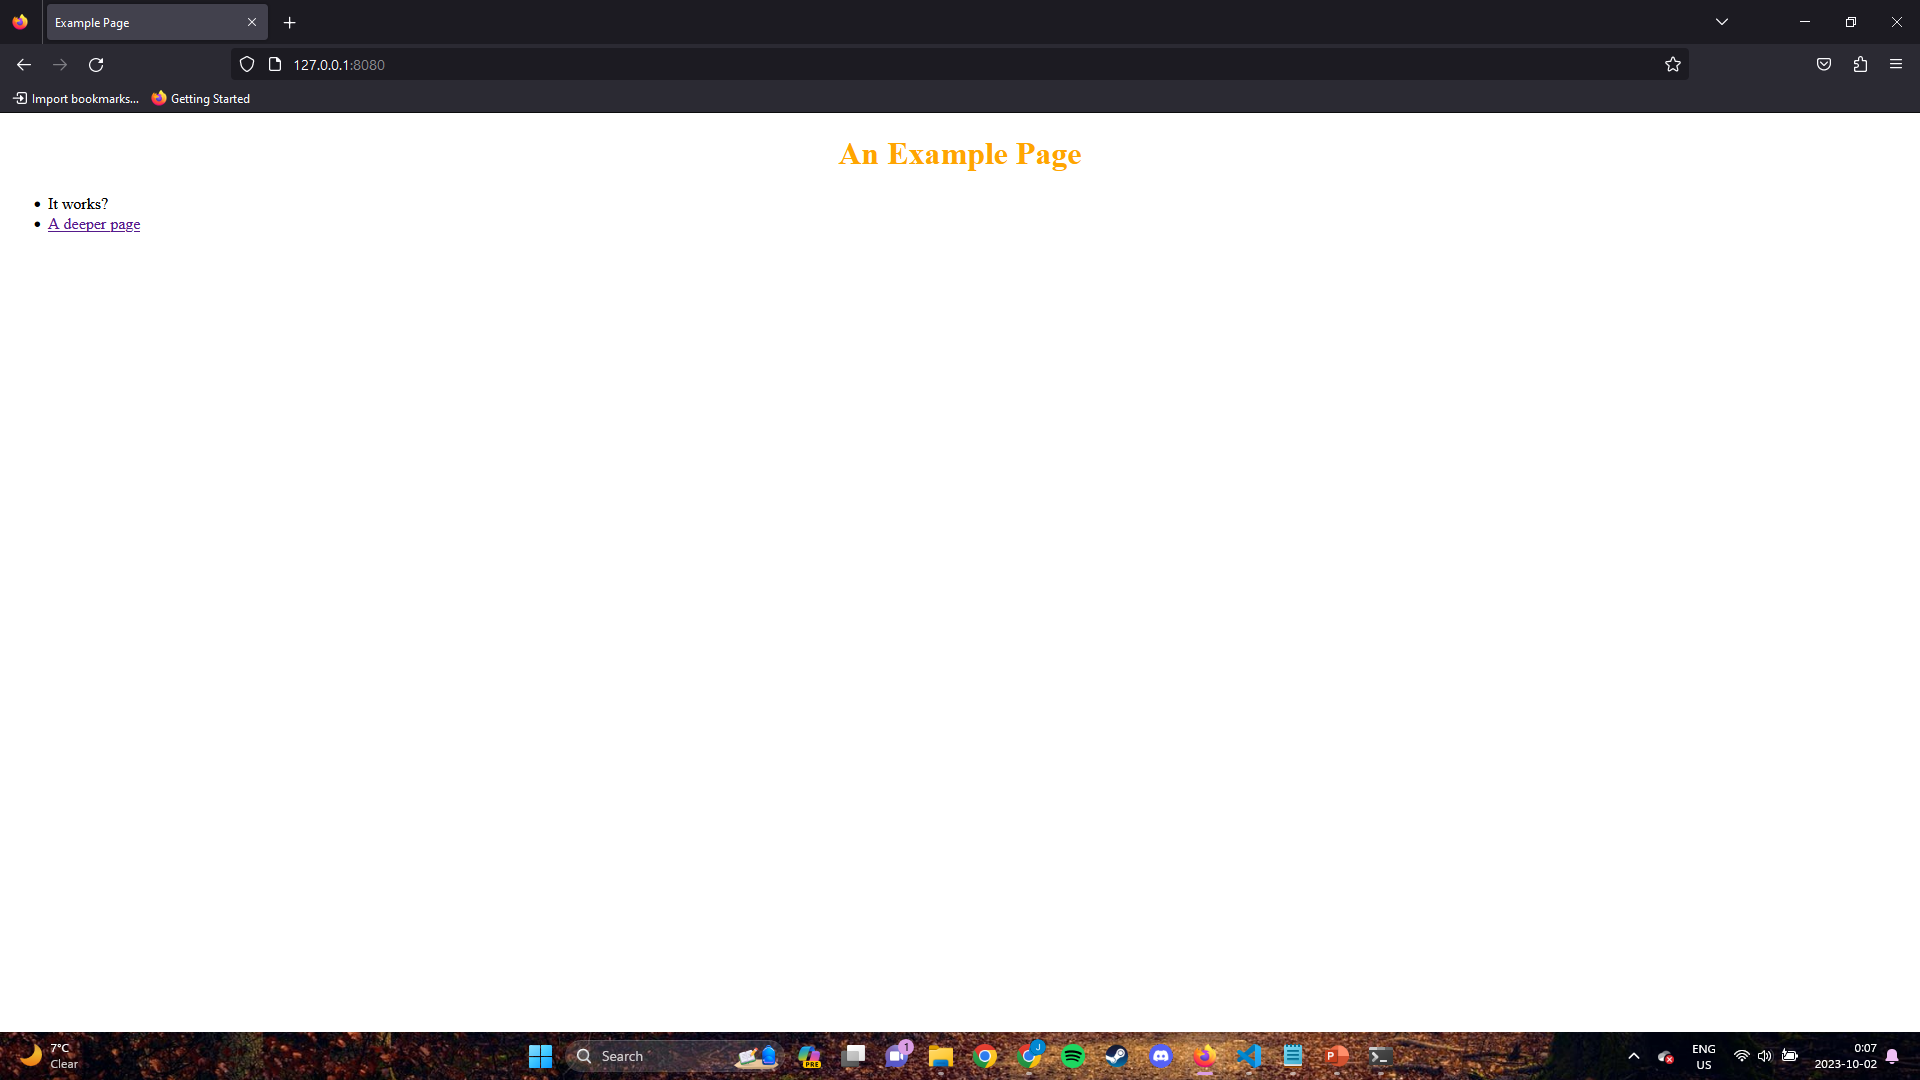 Example Page
127.0.0.1:8080
Import bookmarks...
Getting Started
An Example Page
It works?
A deeper page
7°C
Clear
Search
PRE
1
J
P
ENG
US
0:07
2023-10-02